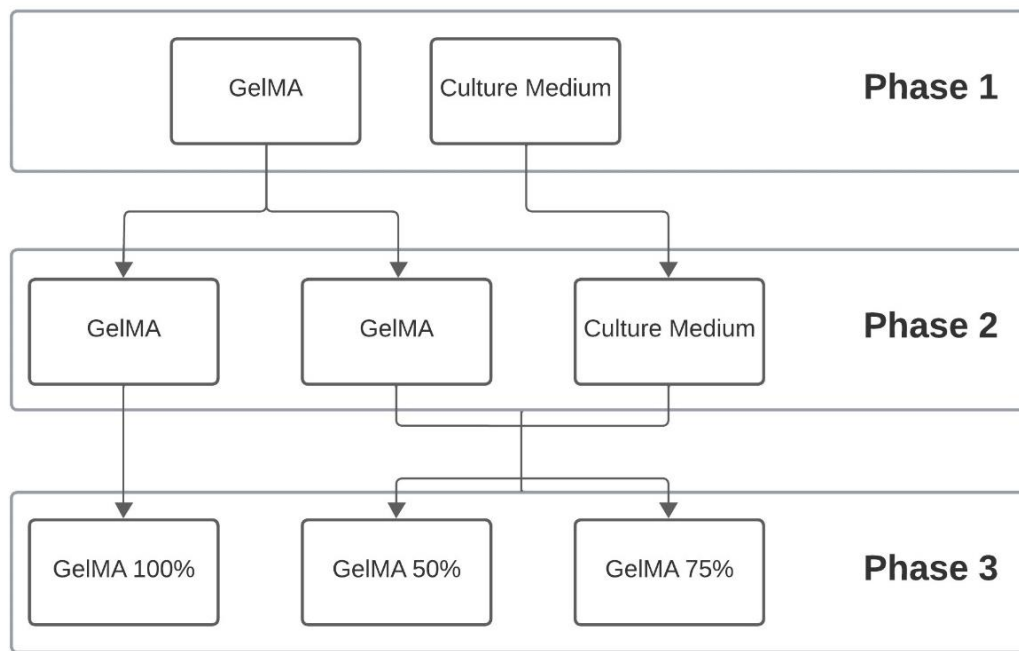 GelMA
Culture Medium
Phase 1
GelMA
GelMA
Culture Medium
Phase 2
GelMA 100%
GelMA 50%
GelMA 75%
Phase 3